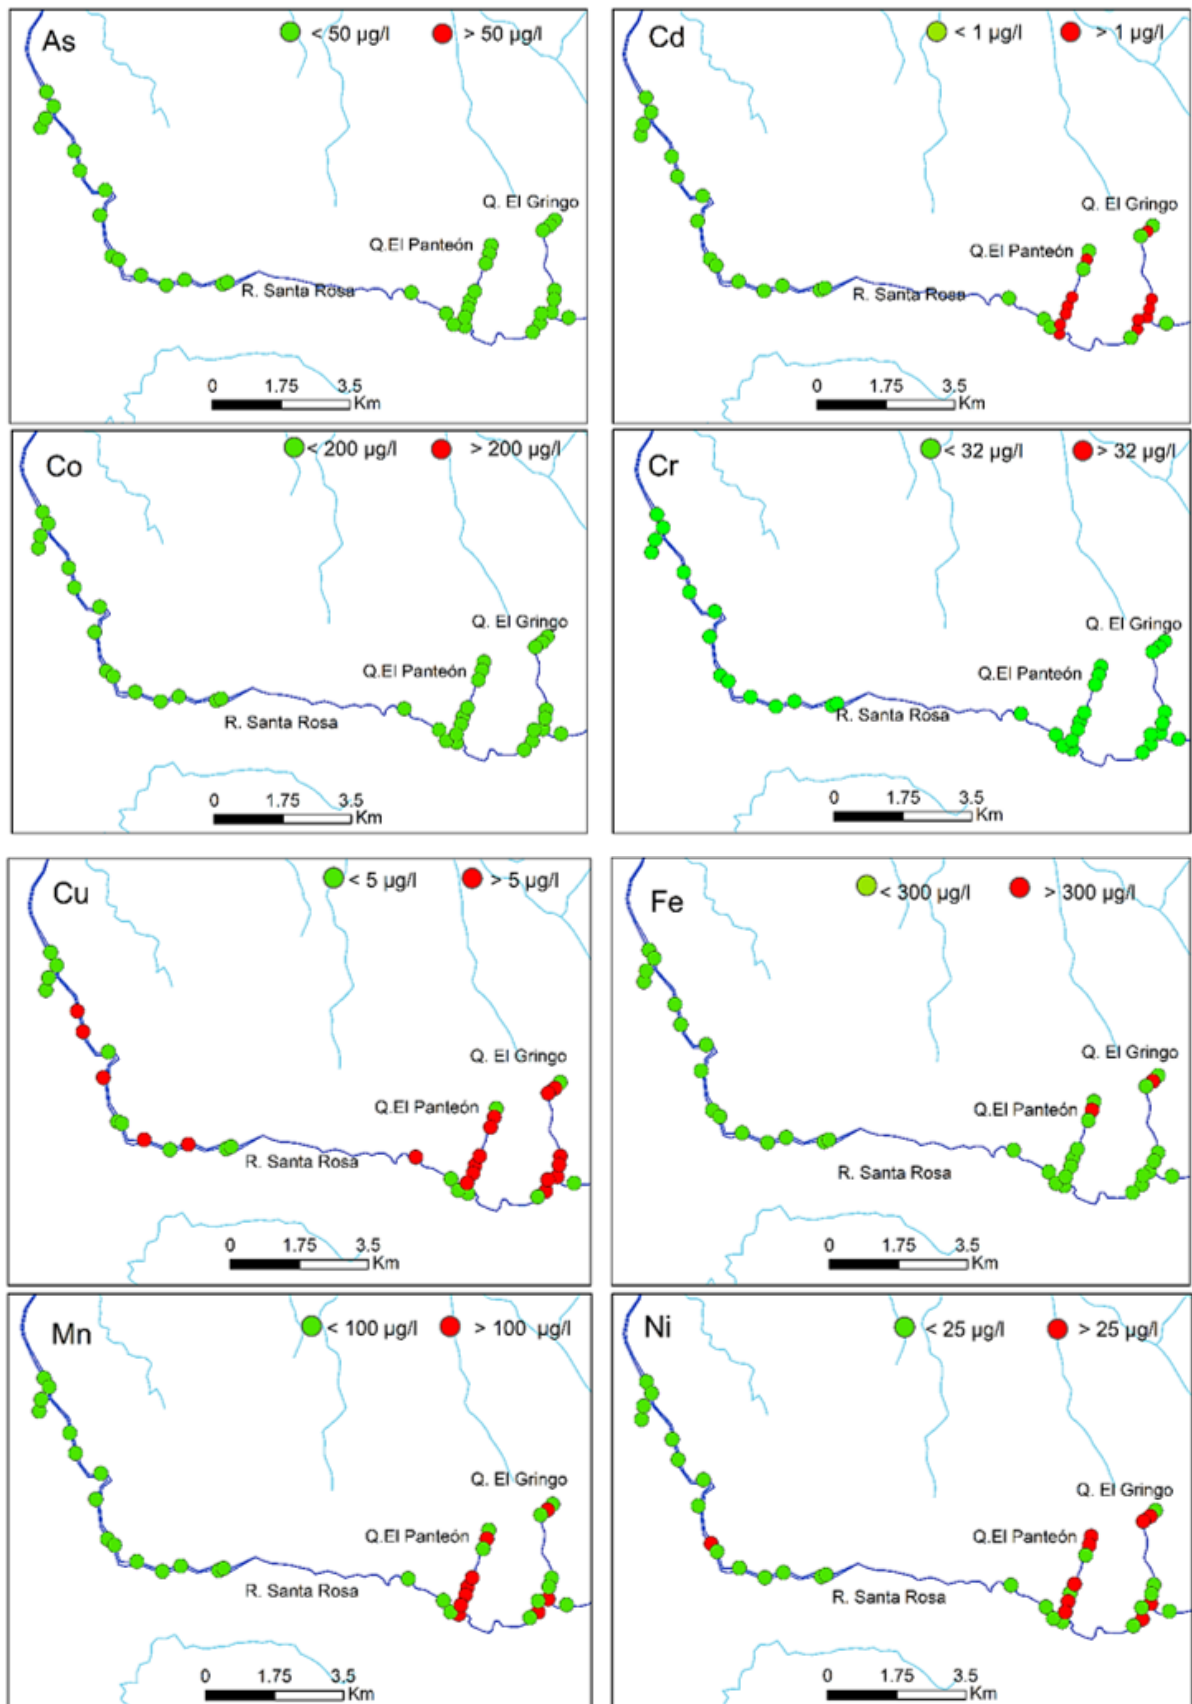 As
< 50 µg/l
> 50 µg/l
Q. El Gringo
Q.El Panteón
R. Santa Rosa
0 1.75 3.5
Km
Cd
< 1 µg/l
> 1 µg/l
Q. El Gringo
Q.El Panteón
R. Santa Rosa
0 1.75 3.5
Km
Co
< 200 µg/l
> 200 µg/l
Q. El Gringo
Q.El Panteón
R. Santa Rosa
0 1.75 3.5
Km
Cr
< 32 µg/l
> 32 µg/l
Q. El Gringo
Q.El Panteón
R. Santa Rosa
0 1.75 3.5
Km
Cu
< 5 µg/l
> 5 µg/l
Q. El Gringo
Q.El Panteón
R. Santa Rosa
0 1.75 3.5
Km
Fe
< 300 µg/l
> 300 µg/l
Q. El Gringo
Q.El Panteón
R. Santa Rosa
0 1.75 3.5
Km
Mn
< 100 µg/l
> 100 µg/l
Q. El Gringo
Q.El Panteón
R. Santa Rosa
0 1.75 3.5
Km
Ni
< 25 µg/l
> 25 µg/l
Q. El Gringo
Q.El Panteón
R. Santa Rosa
0 1.75 3.5
Km